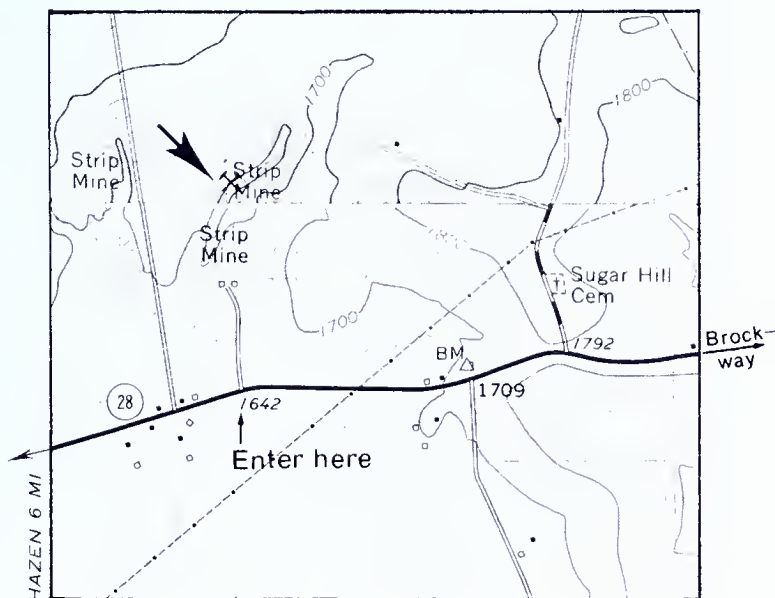 1700
1800
Strip
Mine
Strip
Mine
Strip
Mine
1800
Sugar Hill
Cem
1700
BM
1792
Brock-
way
28
1642
1709
Enter here
HAZEN 6 MI